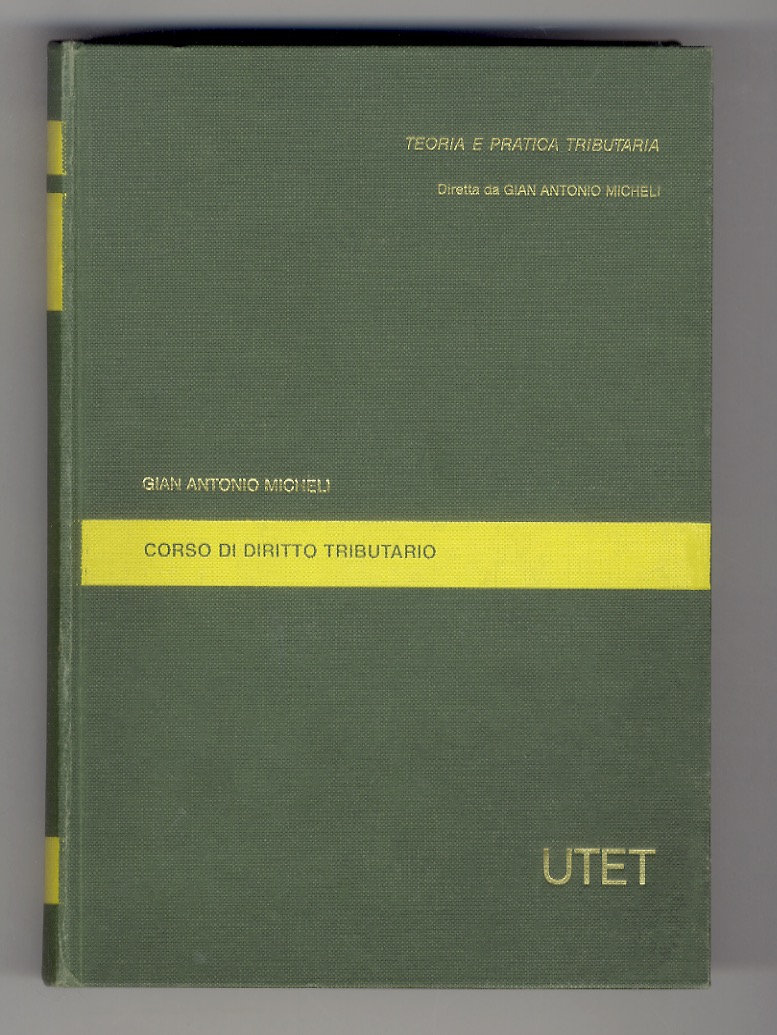 TEORIA E PRATICA TRIBUTARIA
Diretta da GIAN ANTONIO MICHELI
GIAN ANTONIO MICHELI
CORSO DI DIRITTO TRIBUTARIO
UTET